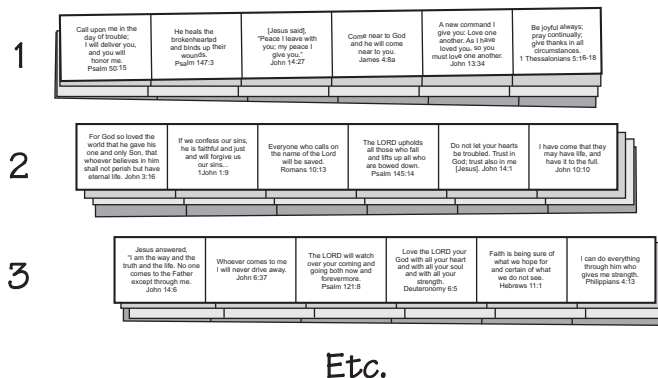 1
Call upon me in the
day of trouble;
I will deliver you,
and you will
honor me.
Psalm 50:15
He heals the
brokenhearted
and binds up their
wounds.
Psalm 147:3
[Jesus said],
"Peace I leave with
you; my peace I
give you."
John 14:27
Come near to God
and he will come
near to you.
James 4:8a
A new command I
give you: Love one
another. As I have
loved you, so you
must love one another.
John 13:34
Be joyful always;
pray continually;
give thanks in all
circumstances.
1 Thessalonians 5:16-18
2
For God so loved the
world that he gave his
one and only Son, that
whoever believes in him
shall not perish but have
eternal life. John 3:16
If we confess our sins,
he is faithful and just
and will forgive us
our sins...
1John 1:9
Everyone who calls on
the name of the Lord
will be saved.
Romans 10:13
The LORD upholds
all those who fall
and lifts up all who
are bowed down.
Psalm 145:14
Do not let your hearts
be troubled. Trust in
God; trust also in me
[Jesus]. John 14:1
I have come that they
may have life, and
have it to the full.
John 10:10
3
Jesus answered,
"I am the way and the
truth and the life. No one
comes to the Father
except through me.
John 14:6
Whoever comes to me
I will never drive away.
John 6:37
The LORD will watch
over your coming and
going both now and
forevermore.
Psalm 121:8
Love the LORD your
God with all your heart
and with all your soul
and with all your
strength.
Deuteronomy 6:5
Faith is being sure of
what we hope for
and certain of what
we do not see.
Hebrews 11:1
I can do everything
through him who
gives me strength.
Philippians 4:13
Etc.